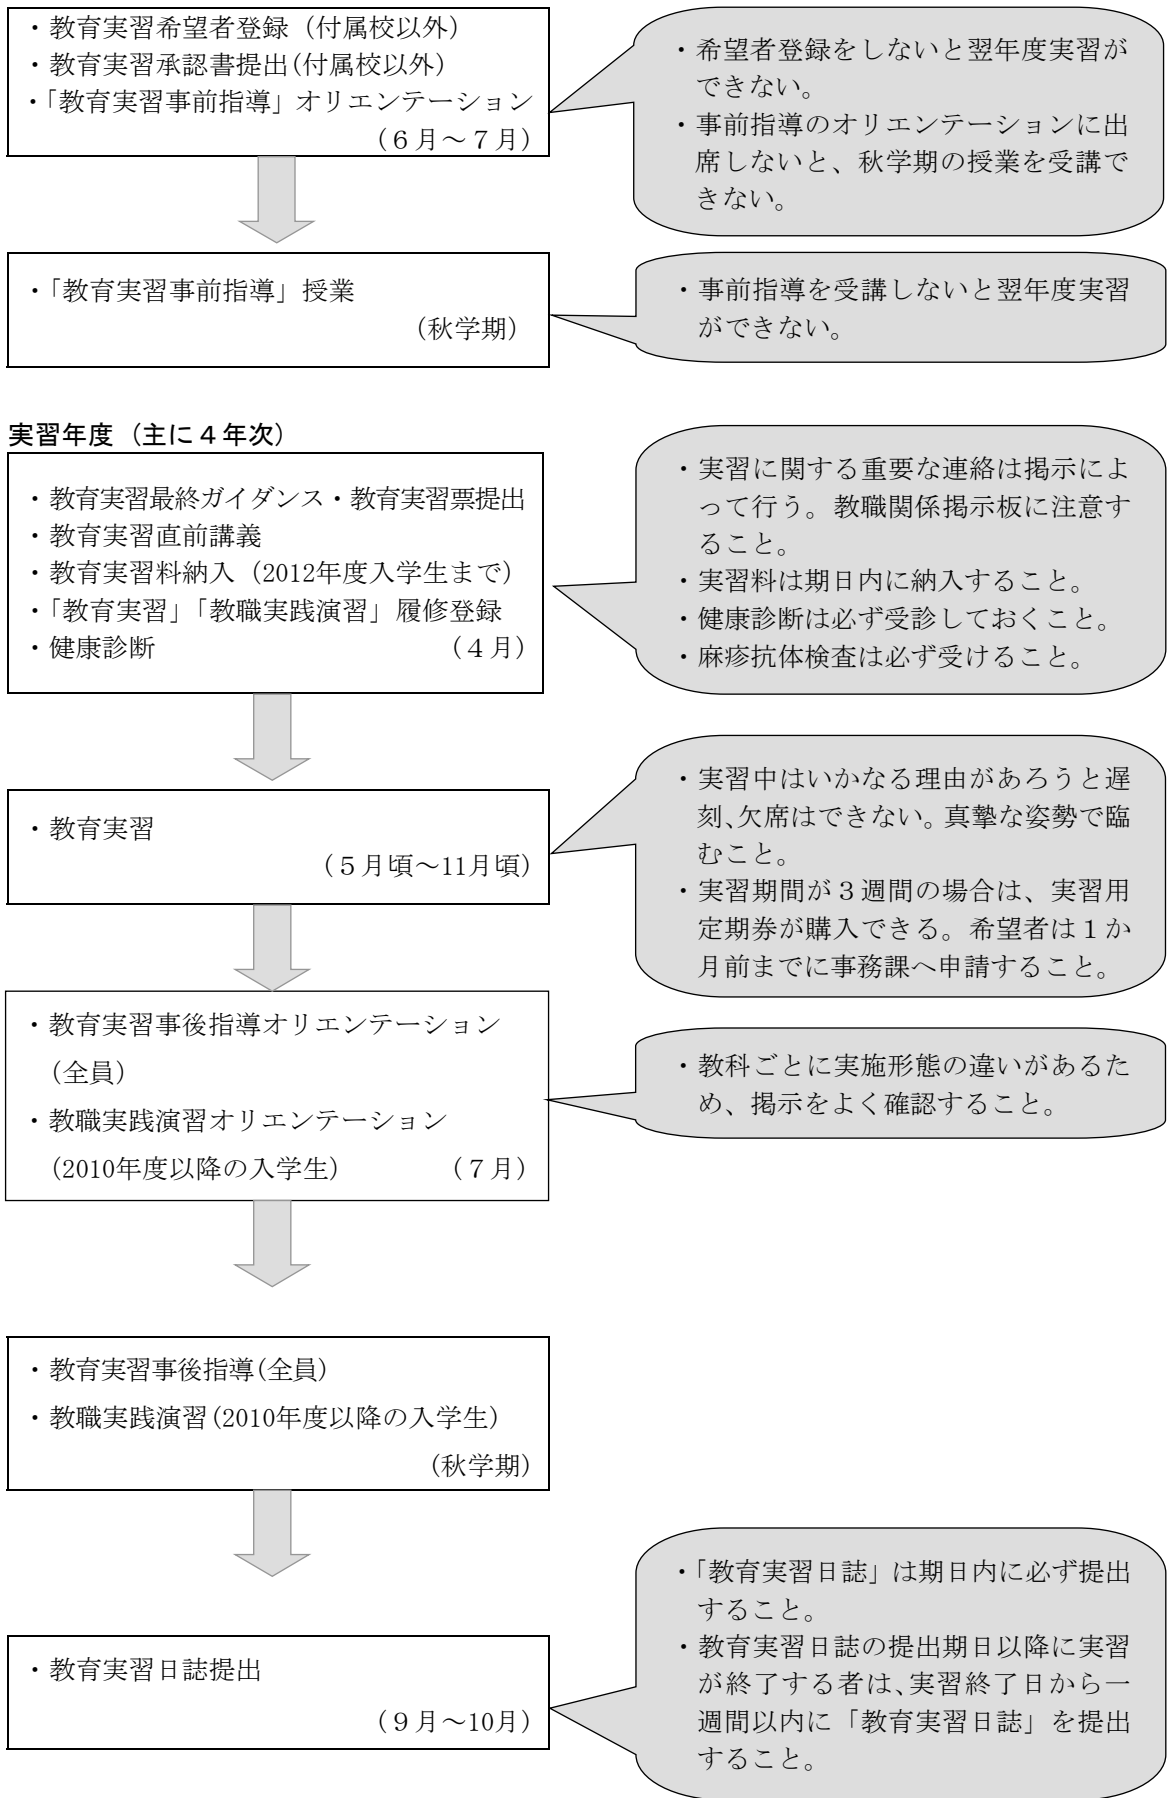 ・教育実習希望者登録（付属校以外）
・教育実習承認書提出(付属校以外)
・「教育実習事前指導」オリエンテーション
（６月～７月）
・希望者登録をしないと翌年度実習が
できない。
・事前指導のオリエンテーションに出
席しないと、秋学期の授業を受講で
きない。
・「教育実習事前指導」授業
（秋学期）
・事前指導を受講しないと翌年度実習
ができない。
実習年度（主に４年次）
・教育実習最終ガイダンス・教育実習票提出
・教育実習直前講義
・教育実習料納入（2012年度入学生まで）
・「教育実習」「教職実践演習」履修登録
・健康診断 （４月）
・実習に関する重要な連絡は掲示によ
って行う。教職関係掲示板に注意す
ること。
・実習料は期日内に納入すること。
・健康診断は必ず受診しておくこと。
・麻疹抗体検査は必ず受けること。
・教育実習
（５月頃～11月頃）
・実習中はいかなる理由があろうと遅
刻、欠席はできない。真摯な姿勢で臨
むこと。
・実習期間が３週間の場合は、実習用
定期券が購入できる。希望者は１か
月前までに事務課へ申請すること。
・教育実習事後指導オリエンテーション
（全員）
・教職実践演習オリエンテーション
（2010年度以降の入学生） （７月）
・教科ごとに実施形態の違いがあるた
め、掲示をよく確認すること。
・教育実習事後指導(全員)
・教職実践演習(2010年度以降の入学生)
（秋学期）
・教育実習日誌提出
（９月～10月）
・「教育実習日誌」は期日内に必ず提出
すること。
・教育実習日誌の提出期日以降に実習
が終了する者は、実習終了日から一
週間以内に「教育実習日誌」を提出
すること。